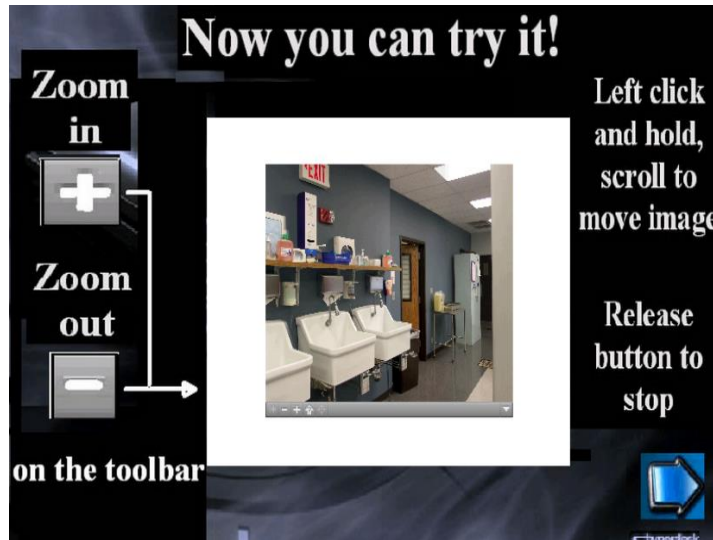 Now you can try it!
Zoom
in
Zoom
out
on the toolbar
EXIT
Left click
and hold,
scroll to
move image
Release
button to
stop